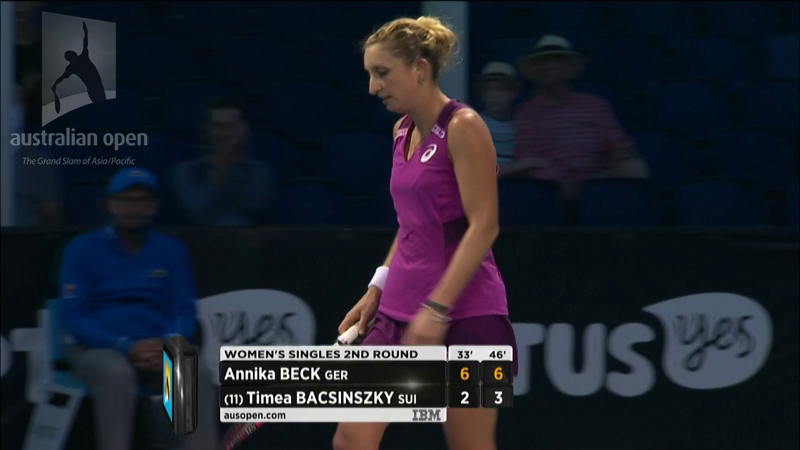 australian open
The Grand Slam of Asia/Pacific
yes
TUS yes
WOMEN'S SINGLES 2ND ROUND 33' 46'
Annika BECK GER 6 6
(11) Timea BACSINSZKY SUI 2 3
ausopen.com IBM